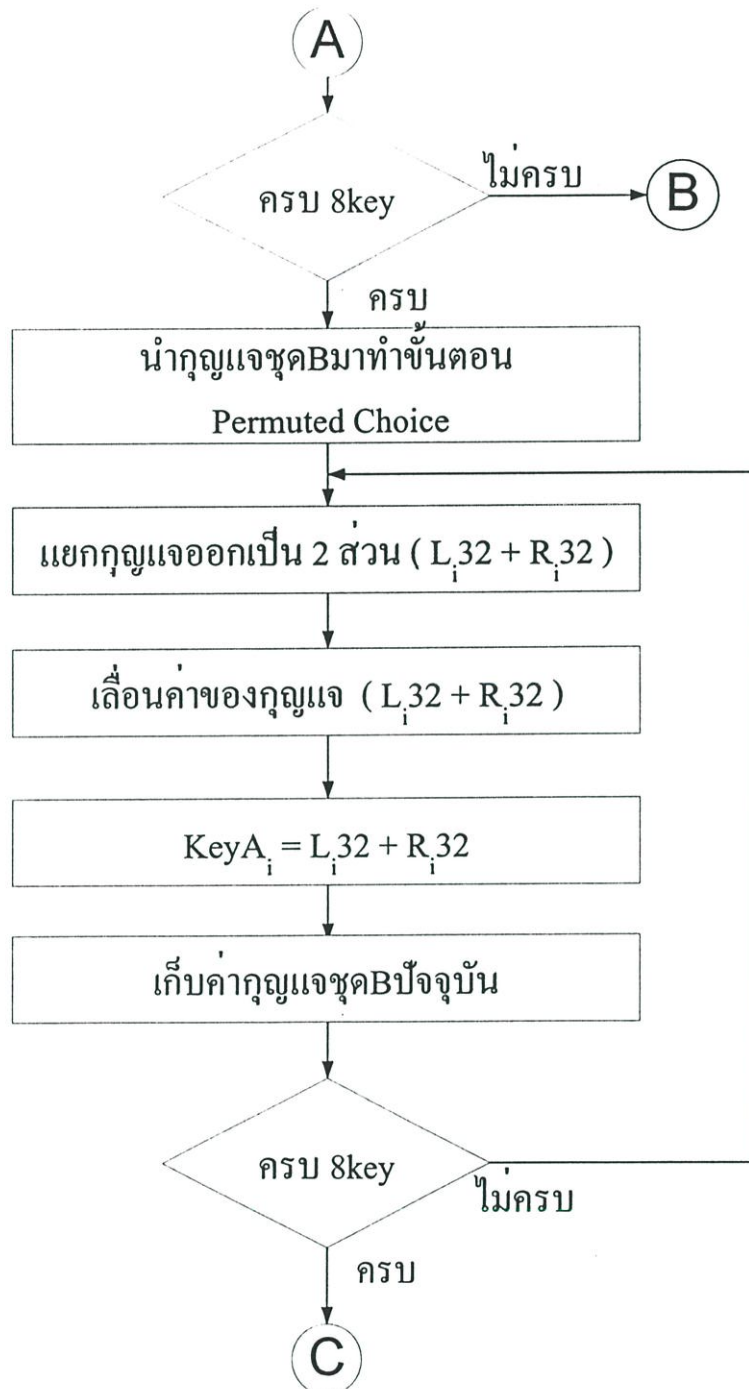 A
ครบ 8key
ไม่ครบ
B
ครบ
นำกุญแจชุดBมาทำขั้นตอน
Permuted Choice
แยกกุญแจออกเป็น 2 ส่วน ( Lᵢ32 + Rᵢ32 )
เลื่อนค่าของกุญแจ ( Lᵢ32 + Rᵢ32 )
KeyAᵢ = Lᵢ32 + Rᵢ32
เก็บค่ากุญแจชุดBปัจจุบัน
ครบ 8key
ไม่ครบ
ครบ
C